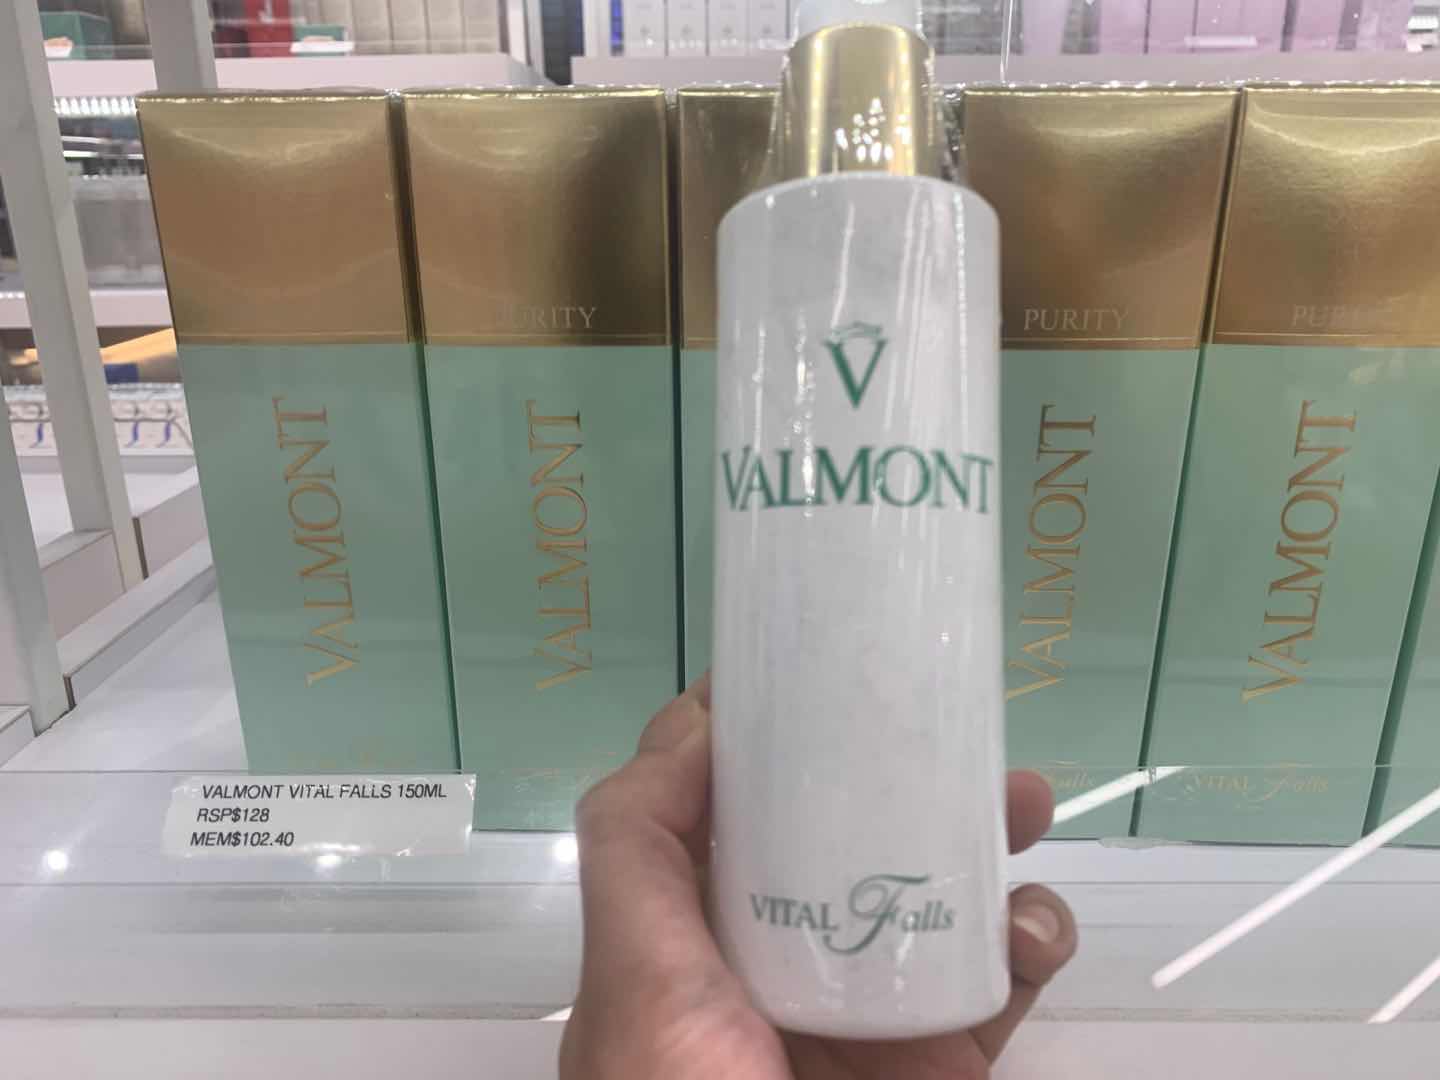 PURITY
PURITY
VALMONT
VALMONT
V
VALMONT
VALMONT
VALMONT
VALMONT VITAL FALLS 150ML
RSP$128
MEM$102.40
VITAL Falls
Falls
VITAL Falls